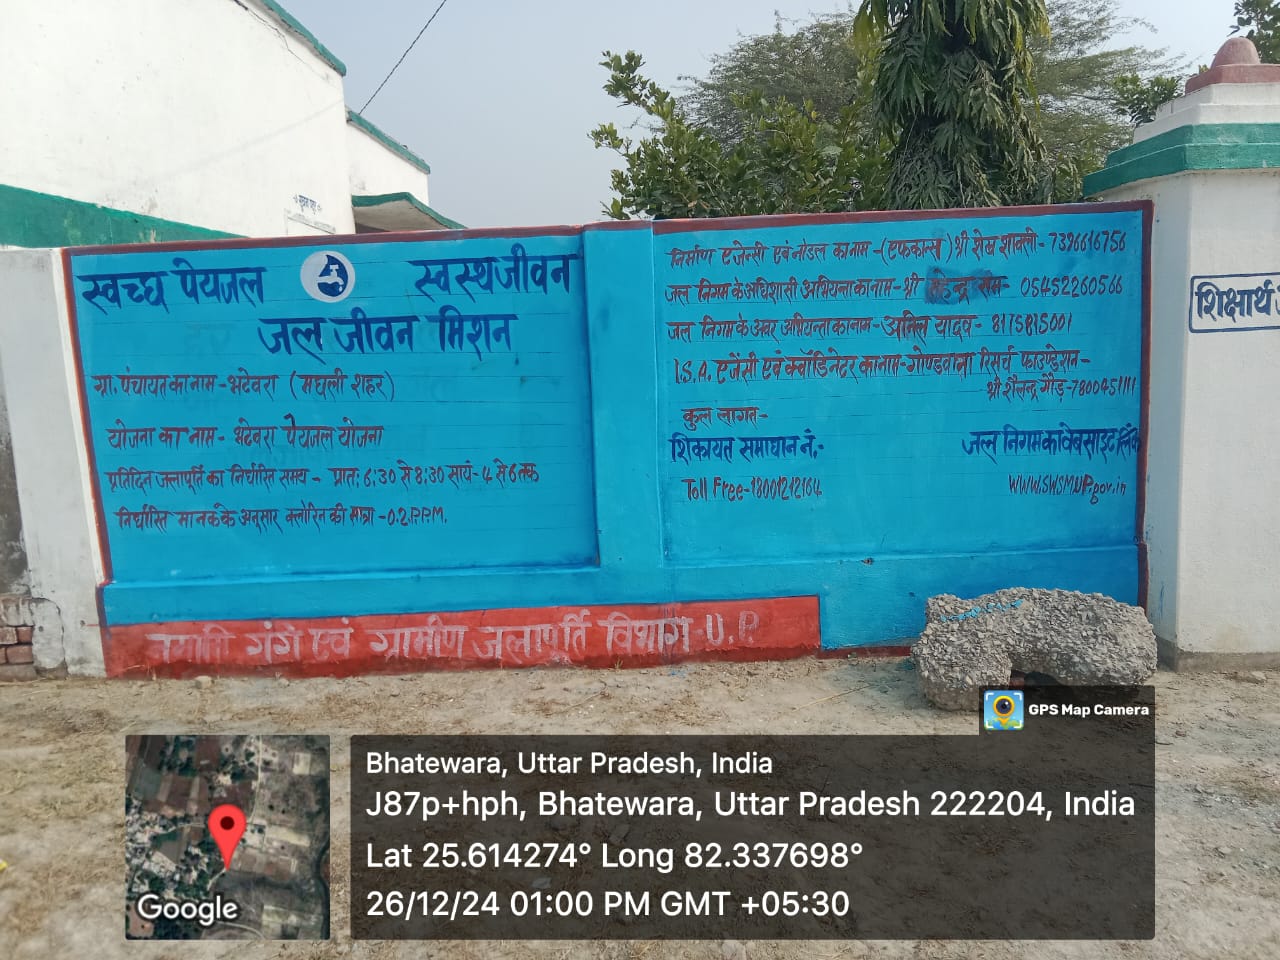 स्वच्छ पेयजल स्वस्थ जीवन
जल जीवन मिशन
ग्रा. पंचायत का नाम - भटेवरा (मछली शहर)
योजना का नाम - भटेवरा पेयजल योजना
प्रतिदिन जलापूर्ति का निर्धारित समय - प्रात: 6:30 से 8:30 सायं - 4 से 6 तक
निर्धारित मानक के अनुसार क्लोरिन की मात्रा - 0.2 P.P.M.
नमामि गंगे एवं ग्रामीण जलापूर्ति विभाग - U.P
निर्माण एजेन्सी एवं नोडल का नाम - (एफकान्स) श्री शेख शावली - 7396616756
जल निगम के अधिशासी अभियन्ता का नाम - श्री महेन्द्र राम - 05452260566
जल निगम के अवर अभियन्ता का नाम - अनिल यादव - 8175815001
I.S.A. एजेंसी एवं क्वॉर्डिनेटर का नाम - गोण्डवाना रिसर्च फाउण्डेशन -
श्री शैलेन्द्र गौड़ - 7800451111
कुल लागत -
शिकायत समाधान नं. -
Toll Free - 18001212164
जल निगम का वेबसाइट लिंक
WWW.SWSMUP.gov.in
सूचना पट्ट
शिक्षार्थ
GPS Map Camera
Bhatewara, Uttar Pradesh, India
J87p+hph, Bhatewara, Uttar Pradesh 222204, India
Lat 25.614274° Long 82.337698°
26/12/24 01:00 PM GMT +05:30
Google